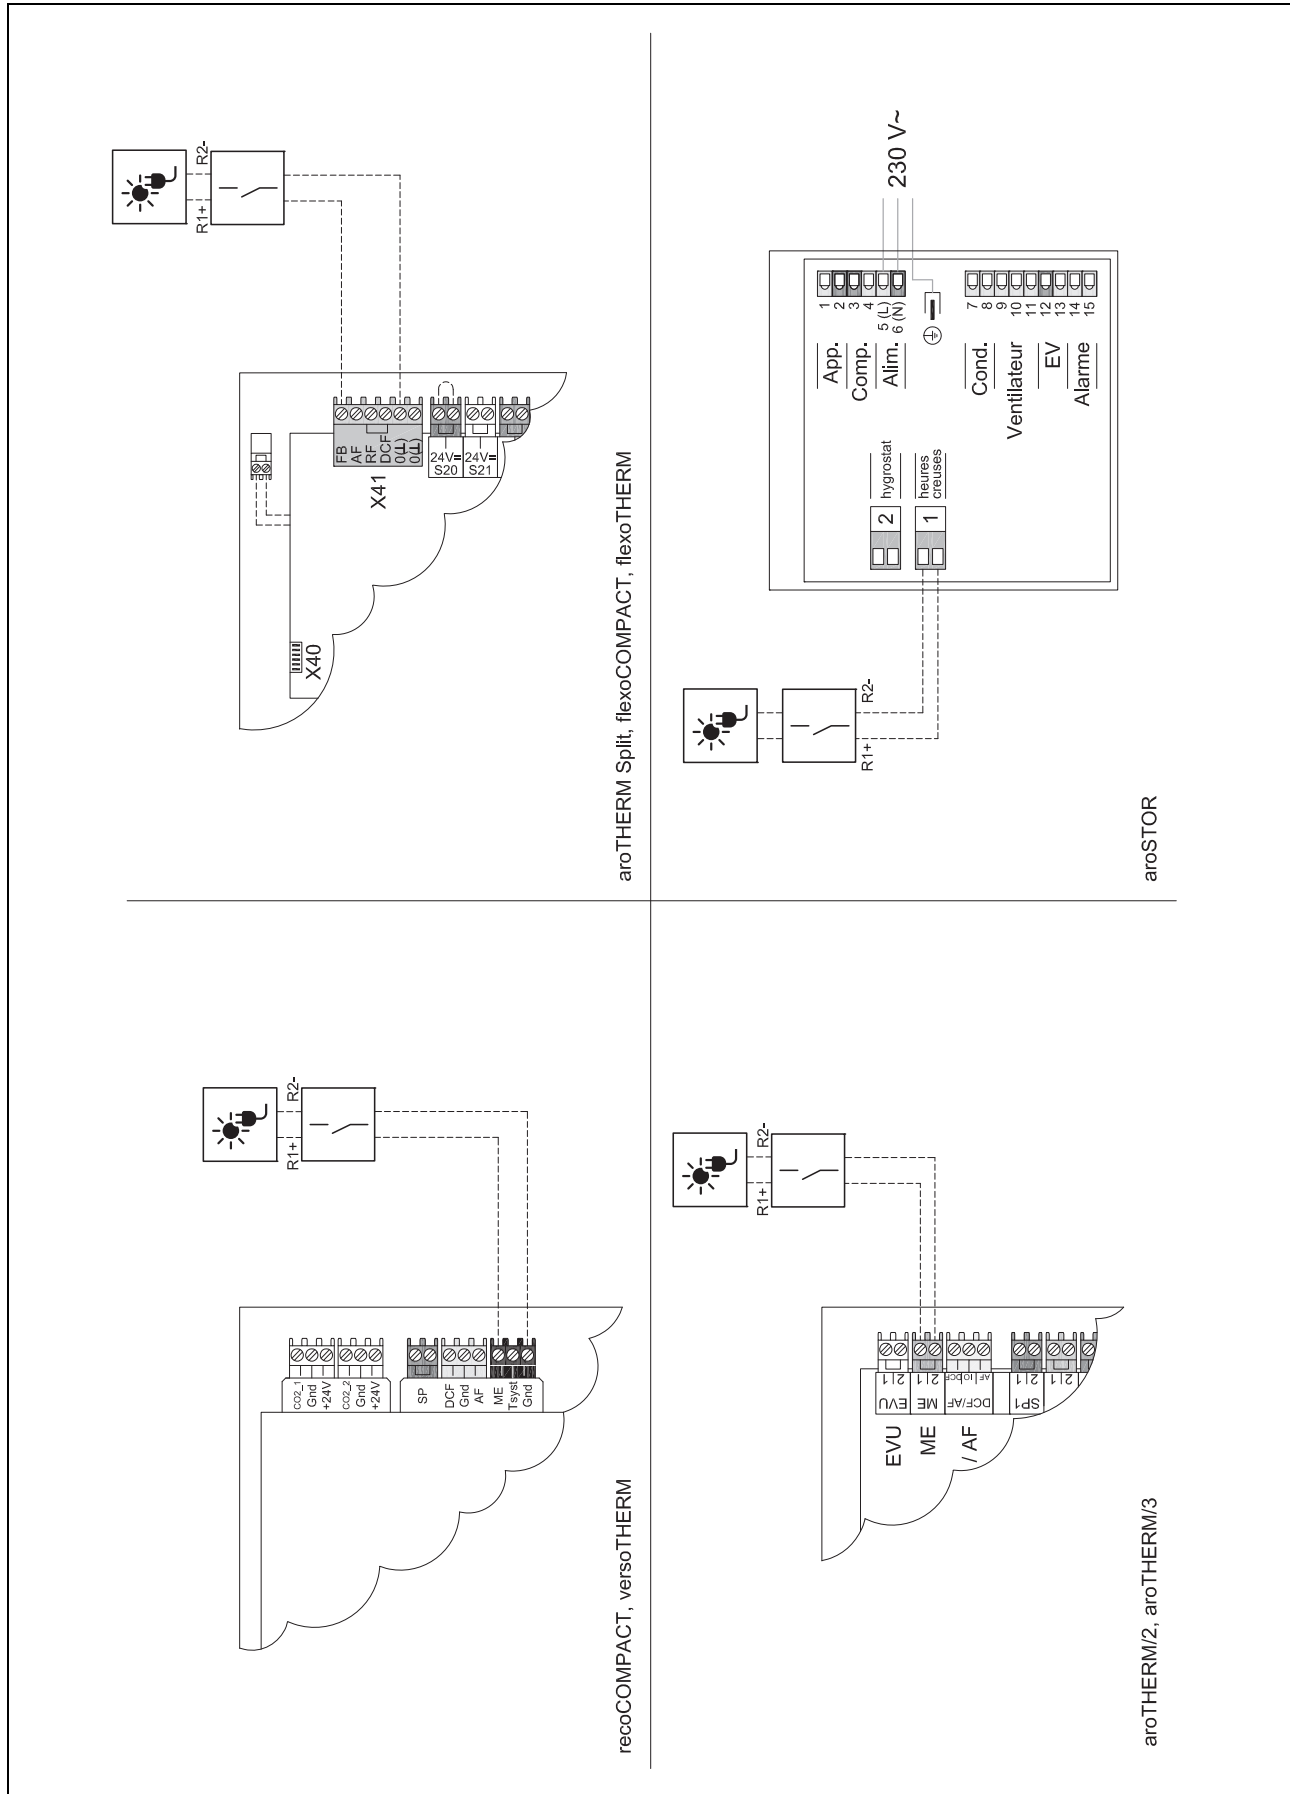 R1+ R2-
CO2_1
Gnd
+24V
CO2_2
Gnd
+24V
SP
DCF
Gnd
AF
ME
Tsyst
Gnd
recoCOMPACT, versoTHERM
R1+ R2-
X40
X41
FB
AF
RF
DCF
0(⊥)
0(⊥)
24V=
S20
24V=
S21
aroTHERM Split, flexoCOMPACT, flexoTHERM
R1+ R2-
EVU
ME
/ AF
EVU
2|1
ME
2|1
DCF/AF
AF |O| DCF
SP1
2|1
2|1
aroTHERM/2, aroTHERM/3
R1+ R2-
2
hygrostat
1
heures
creuses
App.
Comp.
Alim.
1
2
3
4
5 (L)
6 (N)
230 V~
Cond.
Ventilateur
EV
Alarme
7
8
9
10
11
12
13
14
15
aroSTOR